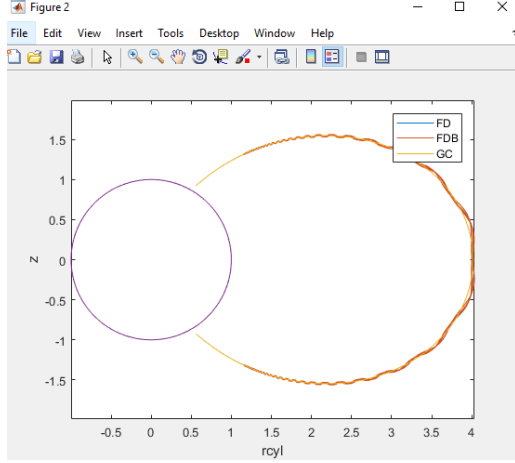 Figure 2
File Edit View Insert Tools Desktop Window Help
FD
FDB
GC
1.5
1
0.5
0
-0.5
-1
-1.5
z
-0.5 0 0.5 1 1.5 2 2.5 3 3.5 4
rcyl